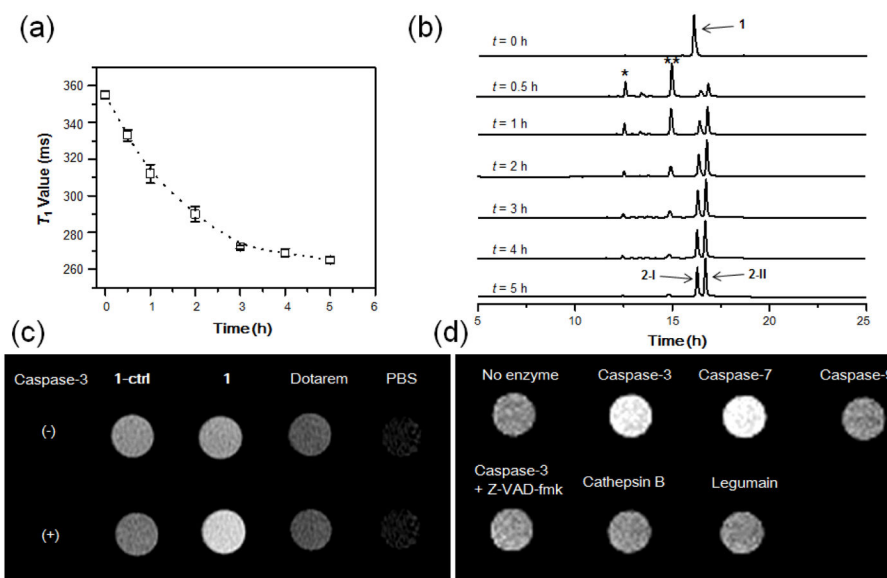 (a)
T₁ Value (ms)
360
340
320
300
280
260
0 1 2 3 4 5 6
Time (h)
(b)
t = 0 h
1
t = 0.5 h
* **
t = 1 h
t = 2 h
t = 3 h
t = 4 h
t = 5 h
2-I
2-II
5 10 15 20 25
Time (h)
(c)
Caspase-3 1-ctrl 1 Dotarem PBS
(-)
(+)
(d)
No enzyme Caspase-3 Caspase-7 Caspase-9
Caspase-3
+ Z-VAD-fmk Cathepsin B Legumain